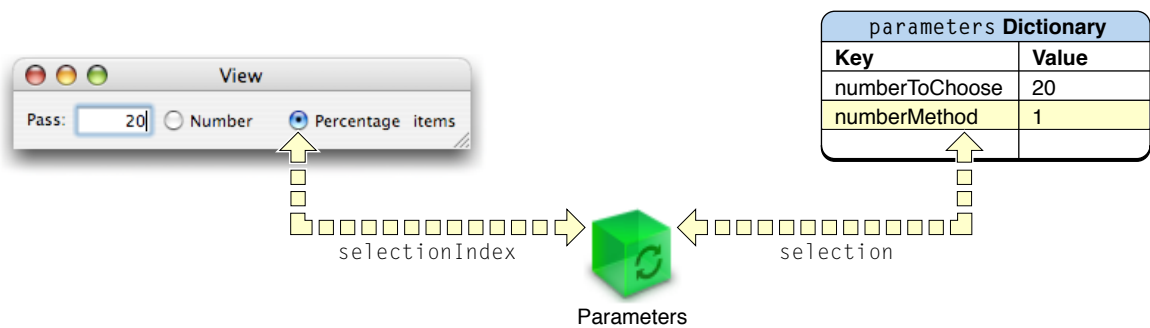 View
Pass: 20 Number Percentage items
parameters Dictionary
Key Value
numberToChoose 20
numberMethod 1
selectionIndex
selection
Parameters